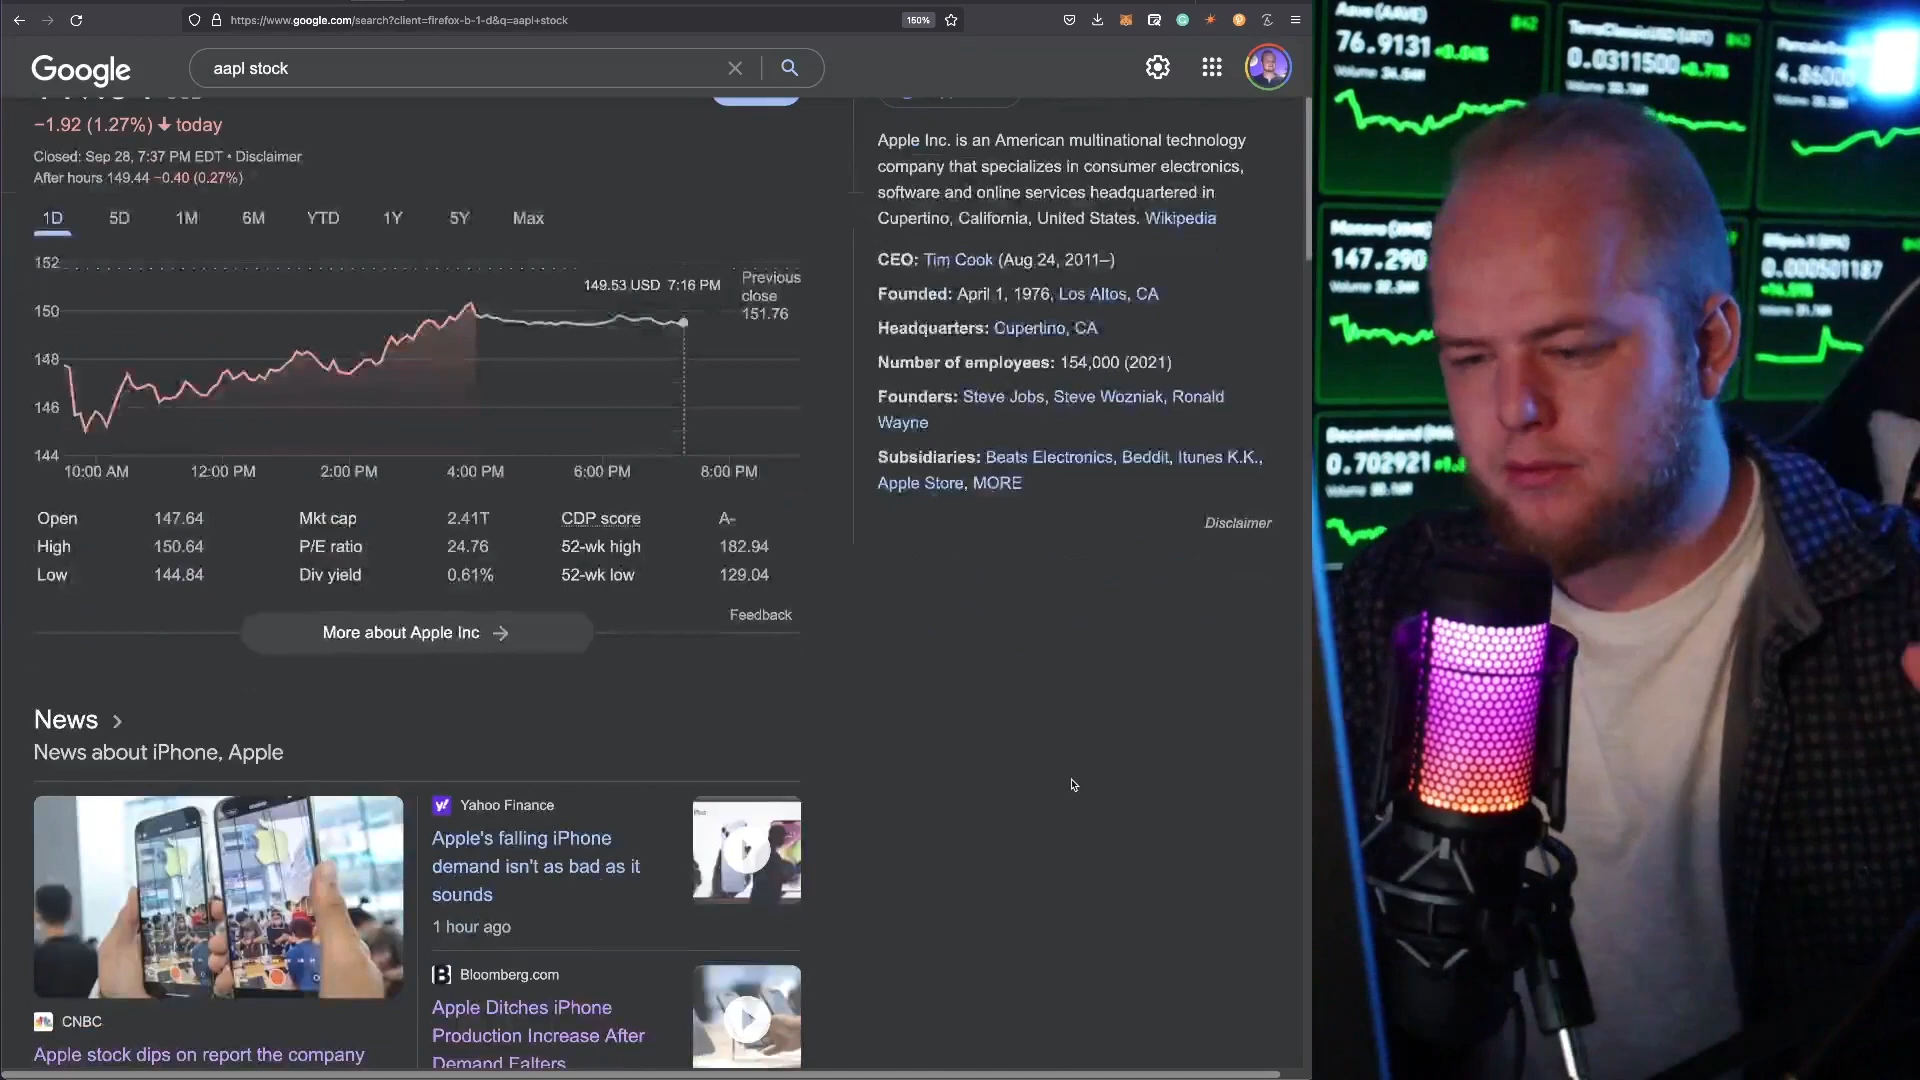 https://www.google.com/search?client=firefox-b-1-d&q=aapl+stock
150%
Google
aapl stock
−1.92 (1.27%) today
Closed: Sep 28, 7:37 PM EDT • Disclaimer
After hours 149.44 −0.40 (0.27%)
1D 5D 1M 6M YTD 1Y 5Y Max
152
150
148
146
144
149.53 USD 7:16 PM
Previous
close
151.76
10:00 AM 12:00 PM 2:00 PM 4:00 PM 6:00 PM 8:00 PM
Open 147.64 Mkt cap 2.41T CDP score A-
High 150.64 P/E ratio 24.76 52-wk high 182.94
Low 144.84 Div yield 0.61% 52-wk low 129.04
Feedback
More about Apple Inc
News
News about iPhone, Apple
CNBC
Apple stock dips on report the company
Yahoo Finance
Apple's falling iPhone
demand isn't as bad as it
sounds
1 hour ago
Bloomberg.com
Apple Ditches iPhone
Production Increase After
Demand Falters
Apple Inc. is an American multinational technology
company that specializes in consumer electronics,
software and online services headquartered in
Cupertino, California, United States. Wikipedia
CEO: Tim Cook (Aug 24, 2011–)
Founded: April 1, 1976, Los Altos, CA
Headquarters: Cupertino, CA
Number of employees: 154,000 (2021)
Founders: Steve Jobs, Steve Wozniak, Ronald
Wayne
Subsidiaries: Beats Electronics, Beddit, Itunes K.K.,
Apple Store, MORE
Disclaimer
Aave (AAVE)
76.9131
Volume
0.0311500
Volume
4.86000
Monero (XMR)
147.290
0.000501187
0.702921